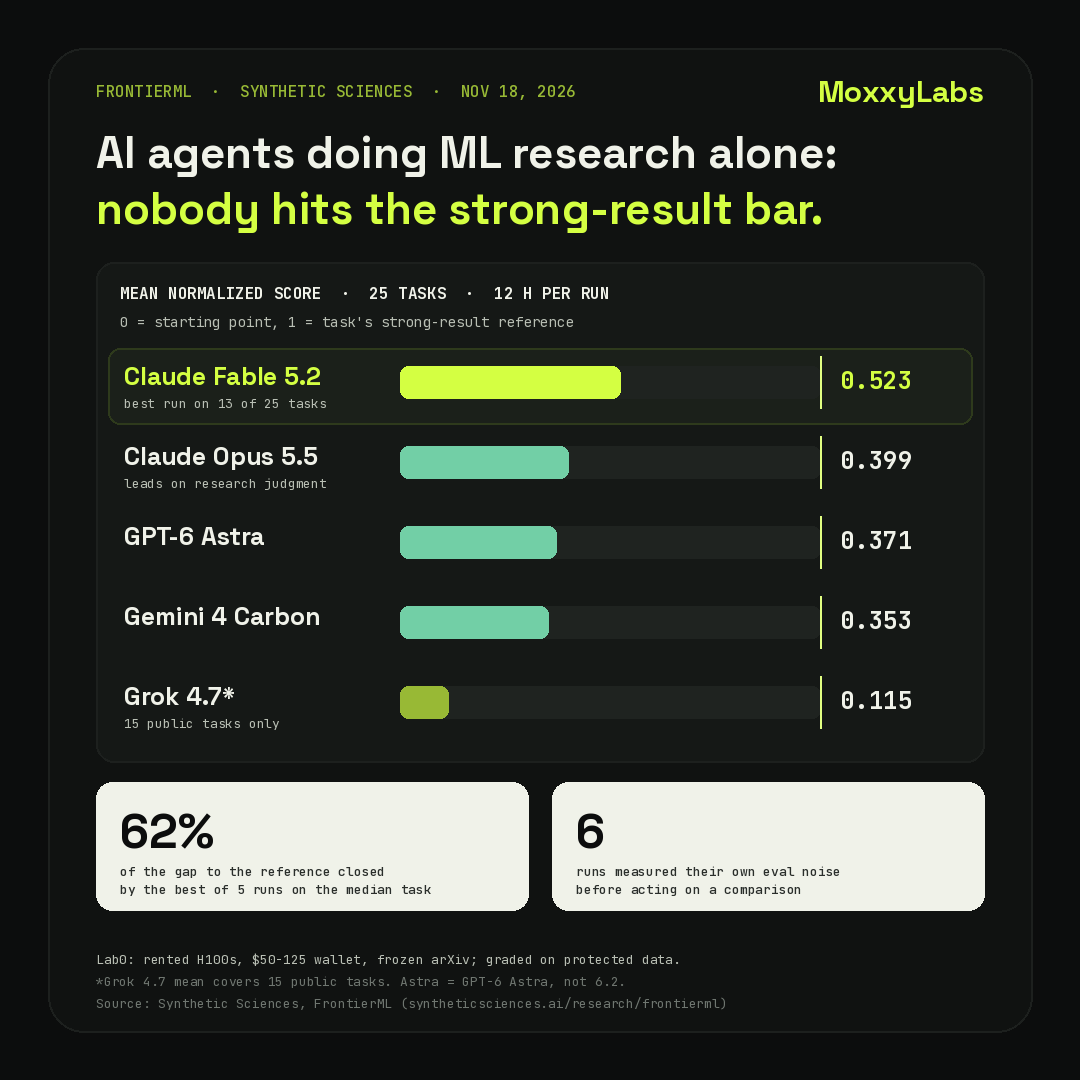 FRONTIERML · SYNTHETIC SCIENCES · NOV 18, 2026
MoxxyLabs
AI agents doing ML research alone:
nobody hits the strong-result bar.
MEAN NORMALIZED SCORE · 25 TASKS · 12 H PER RUN
0 = starting point, 1 = task's strong-result reference
Claude Fable 5.2
best run on 13 of 25 tasks
0.523
Claude Opus 5.5
leads on research judgment
0.399
GPT-6 Astra
0.371
Gemini 4 Carbon
0.353
Grok 4.7*
15 public tasks only
0.115
62%
of the gap to the reference closed
by the best of 5 runs on the median task
6
runs measured their own eval noise
before acting on a comparison
Lab0: rented H100s, $50-125 wallet, frozen arXiv; graded on protected data.
*Grok 4.7 mean covers 15 public tasks. Astra = GPT-6 Astra, not 6.2.
Source: Synthetic Sciences, FrontierML (syntheticsciences.ai/research/frontierml)